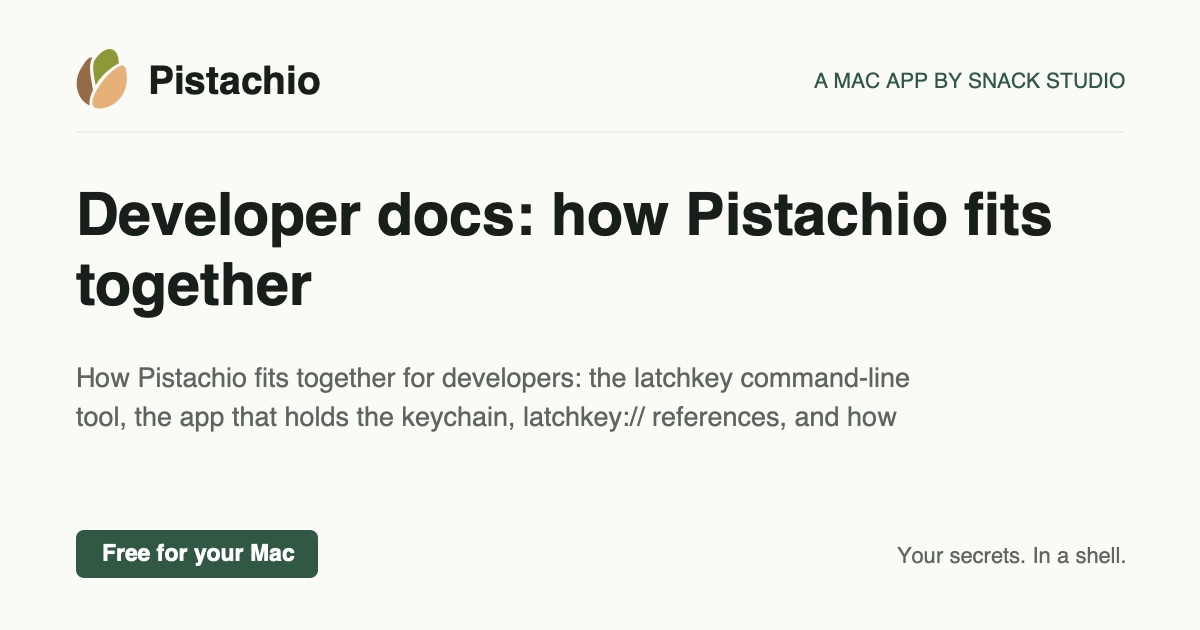 Pistachio
A MAC APP BY SNACK STUDIO
Developer docs: how Pistachio fits
together
How Pistachio fits together for developers: the latchkey command-line
tool, the app that holds the keychain, latchkey:// references, and how
Free for your Mac
Your secrets. In a shell.